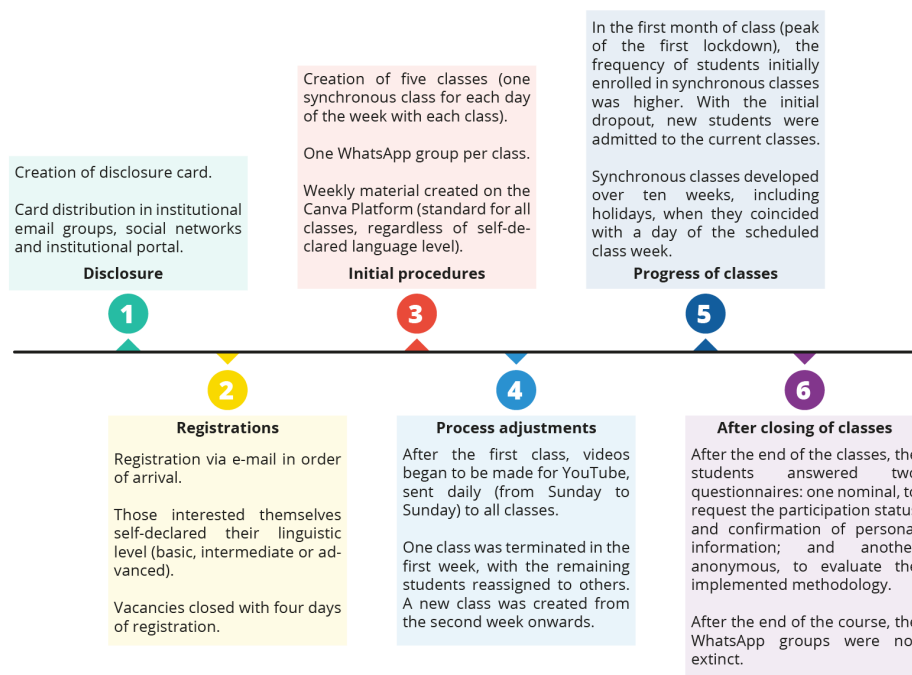 Creation of disclosure card.
Card distribution in institutional
email groups, social networks
and institutional portal.
Disclosure
1
2
Registrations
Registration via e-mail in order
of arrival.
Those interested themselves
self-declared their linguistic
level (basic, intermediate or ad-
vanced).
Vacancies closed with four days
of registration.
Creation of five classes (one
synchronous class for each day
of the week with each class).
One WhatsApp group per class.
Weekly material created on the
Canva Platform (standard for all
classes, regardless of self-de-
clared language level).
Initial procedures
3
4
Process adjustments
After the first class, videos
began to be made for YouTube,
sent daily (from Sunday to
Sunday) to all classes.
One class was terminated in the
first week, with the remaining
students reassigned to others.
A new class was created from
the second week onwards.
In the first month of class (peak
of the first lockdown), the
frequency of students initially
enrolled in synchronous classes
was higher. With the initial
dropout, new students were
admitted to the current classes.
Synchronous classes developed
over ten weeks, including
holidays, when they coincided
with a day of the scheduled
class week.
Progress of classes
5
6
After closing of classes
After the end of the classes, the
students answered two
questionnaires: one nominal, to
request the participation status
and confirmation of persona
information; and anothe
anonymous, to evaluate the
implemented methodology.
After the end of the course, the
WhatsApp groups were no
extinct.